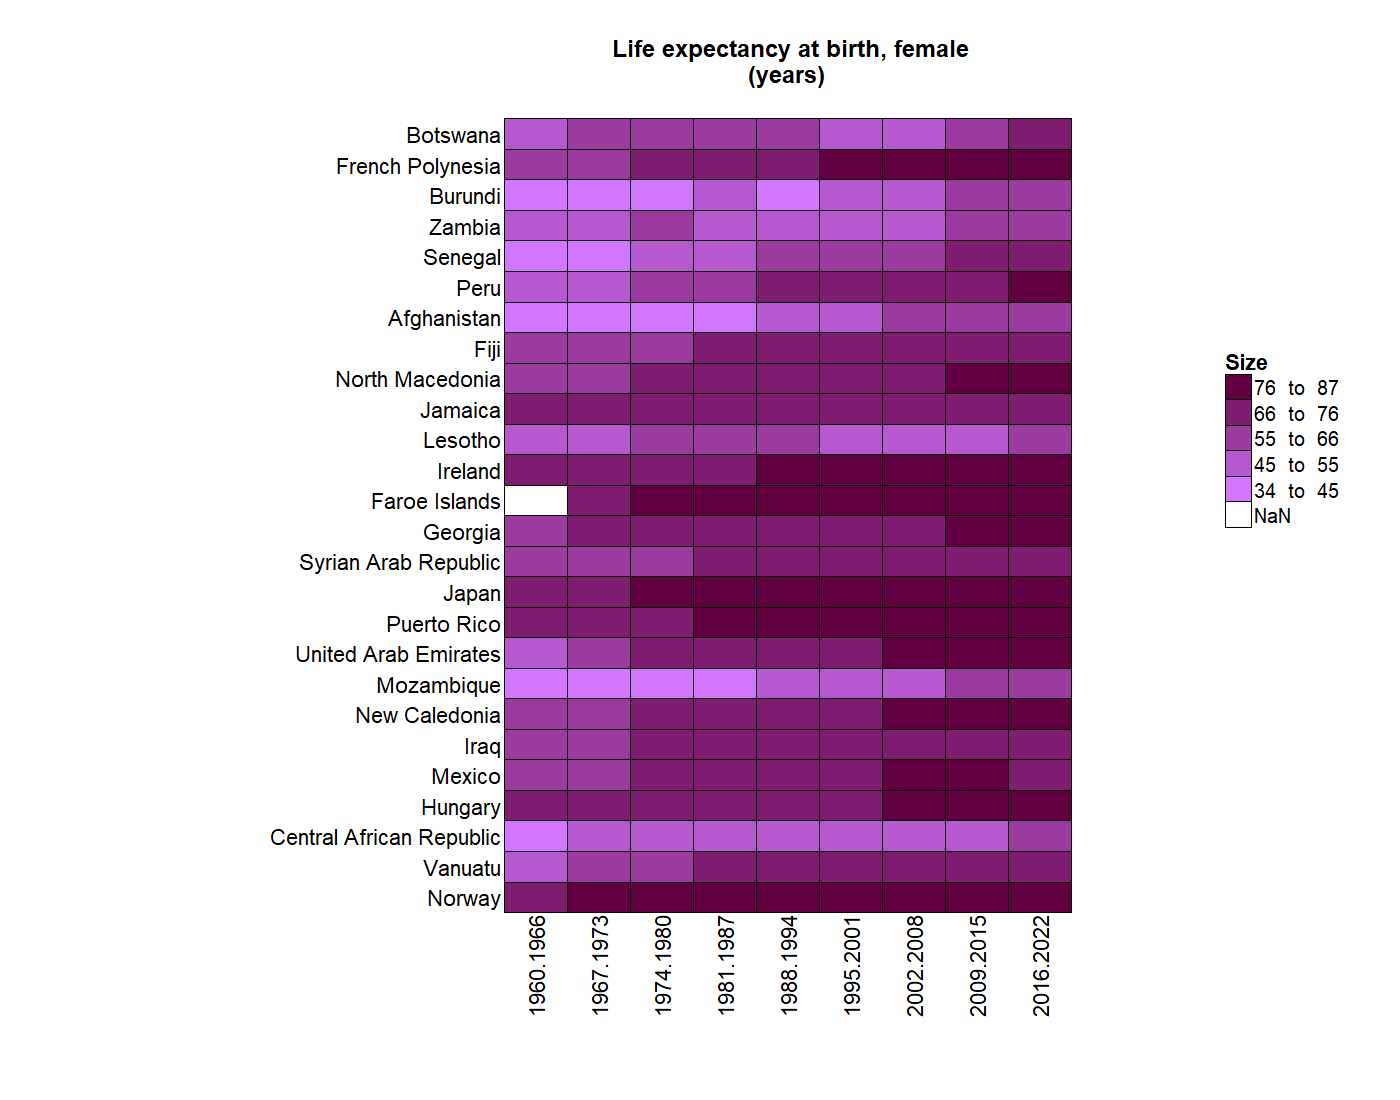 Life expectancy at birth, female
(years)
Botswana
French Polynesia
Burundi
Zambia
Senegal
Peru
Afghanistan
Fiji
North Macedonia
Jamaica
Lesotho
Ireland
Faroe Islands
Georgia
Syrian Arab Republic
Japan
Puerto Rico
United Arab Emirates
Mozambique
New Caledonia
Iraq
Mexico
Hungary
Central African Republic
Vanuatu
Norway
1960.1966
1967.1973
1974.1980
1981.1987
1988.1994
1995.2001
2002.2008
2009.2015
2016.2022
Size
76 to 87
66 to 76
55 to 66
45 to 55
34 to 45
NaN